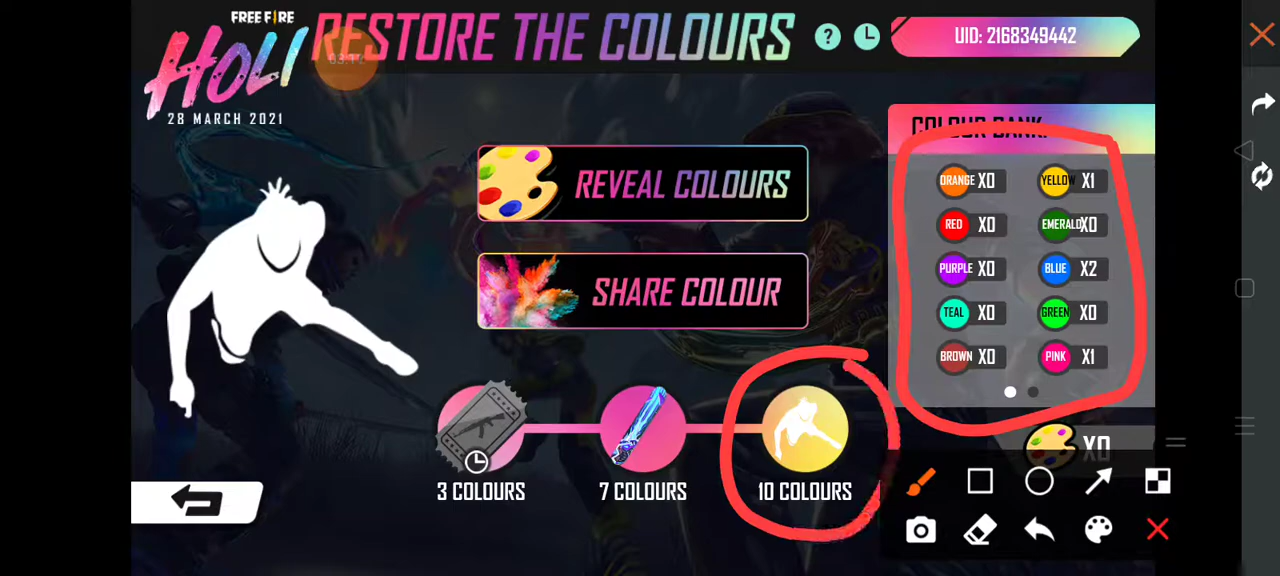 FREE FIRE
HOLI
28 MARCH 2021
RESTORE THE COLOURS
?
UID: 2168349442
REVEAL COLOURS
SHARE COLOUR
COLOUR BANK
ORANGE X0
YELLOW X1
RED X0
EMERALD X0
PURPLE X0
BLUE X2
TEAL X0
GREEN X0
BROWN X0
PINK X1
X0
3 COLOURS
7 COLOURS
10 COLOURS